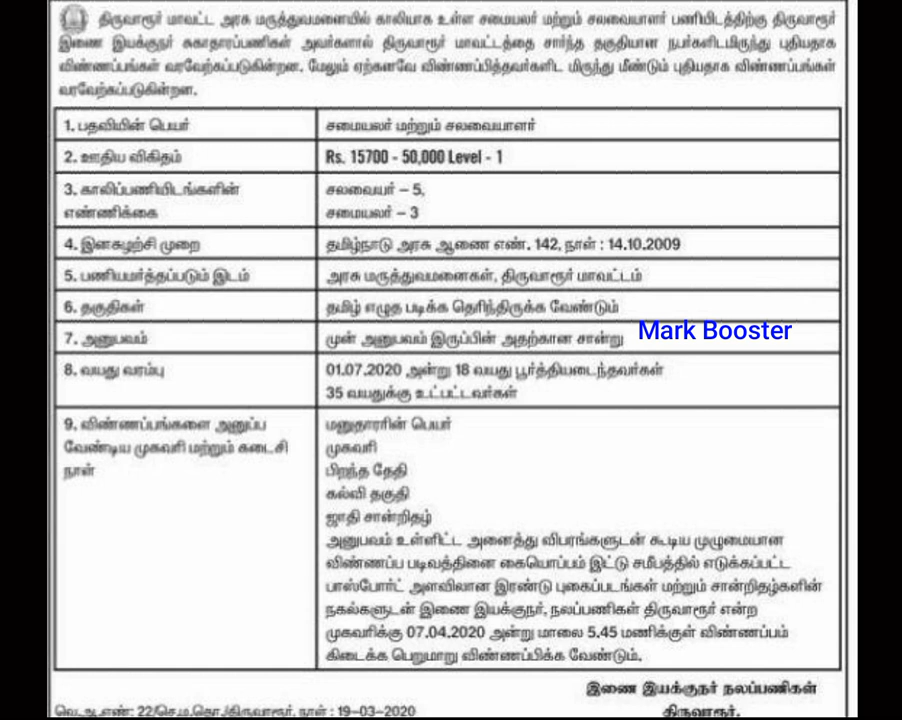 திருவாரூர் மாவட்ட அரசு மருத்துவமனையில் காலியாக உள்ள சமையலர் மற்றும் சலவையாளர் பணியிடத்திற்கு திருவாரூர்
இணை இயக்குநர் சுகாதாரப்பணிகள் அவர்களால் திருவாரூர் மாவட்டத்தை சார்ந்த தகுதியான நபர்களிடமிருந்து புதியதாக
விண்ணப்பங்கள் வரவேற்கப்படுகின்றன. மேலும் ஏற்கனவே விண்ணப்பித்தவர்களிட மிருந்து மீண்டும் புதியதாக விண்ணப்பங்கள்
வரவேற்கப்படுகின்றன.
1. பதவியின் பெயர் சமையலர் மற்றும் சலவையாளர்
2. ஊதிய விகிதம் Rs. 15700 - 50,000 Level - 1
3. காலிப்பணியிடங்களின் சலவையர் – 5,
எண்ணிக்கை சமையலர் – 3
4. இனசுழற்சி முறை தமிழ்நாடு அரசு ஆணை எண். 142, நாள் : 14.10.2009
5. பணியமர்த்தப்படும் இடம் அரசு மருத்துவமனைகள், திருவாரூர் மாவட்டம்
6. தகுதிகள் தமிழ் எழுத படிக்க தெரிந்திருக்க வேண்டும்
7. அனுபவம் முன் அனுபவம் இருப்பின் அதற்கான சான்று Mark Booster
8. வயது வரம்பு 01.07.2020 அன்று 18 வயது பூர்த்தியடைந்தவர்கள்
35 வயதுக்கு உட்பட்டவர்கள்
9. விண்ணப்பங்களை அனுப்ப மனுதாரரின் பெயர்
வேண்டிய முகவரி மற்றும் கடைசி முகவரி
நாள் பிறந்த தேதி
கல்வி தகுதி
ஜாதி சான்றிதழ்
அனுபவம் உள்ளிட்ட அனைத்து விபரங்களுடன் கூடிய முழுமையான
விண்ணப்ப படிவத்தினை கையொப்பம் இட்டு சமீபத்தில் எடுக்கப்பட்ட
பாஸ்போர்ட் அளவிலான இரண்டு புகைப்படங்கள் மற்றும் சான்றிதழ்களின்
நகல்களுடன் இணை இயக்குநர், நலப்பணிகள் திருவாரூர் என்ற
முகவரிக்கு 07.04.2020 அன்று மாலை 5.45 மணிக்குள் விண்ணப்பம்
கிடைக்க பெறுமாறு விண்ணப்பிக்க வேண்டும்.
இணை இயக்குநர் நலப்பணிகள்
வெ.ஆ.எண்: 22/செ.ம.தொ./திருவாரூர், நாள் : 19-03-2020 திருவாரூர்.